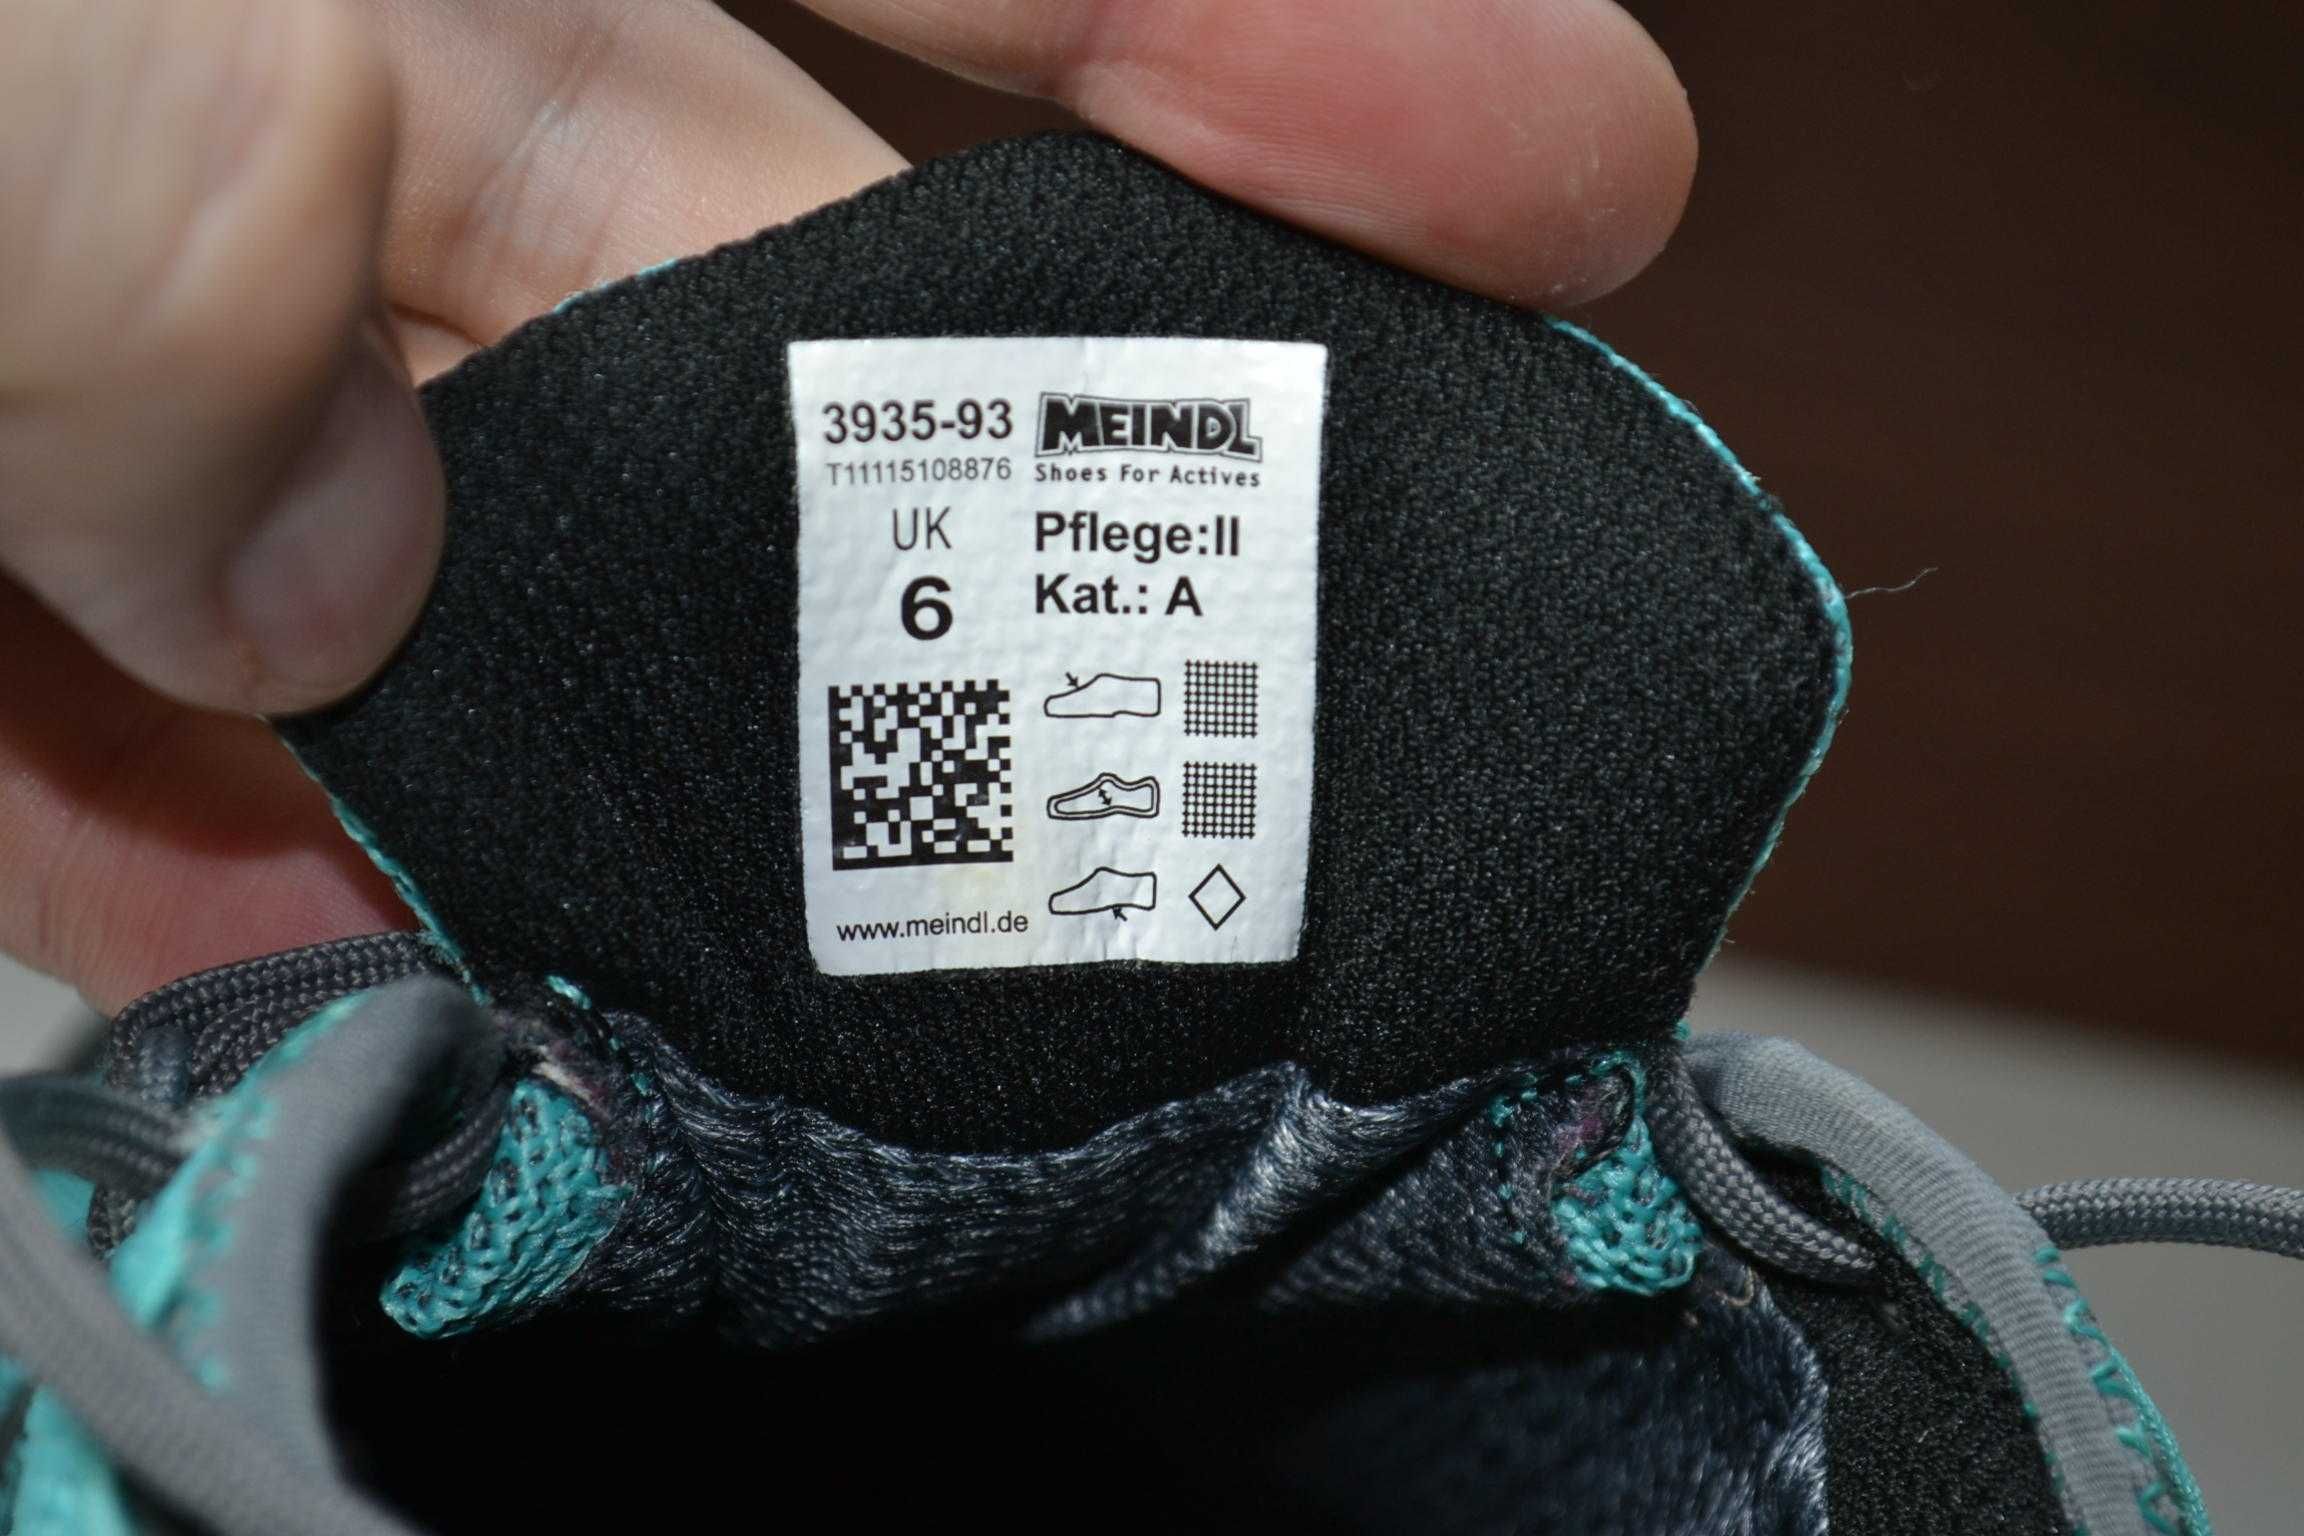 3935-93 MEINDL
T11115108876 Shoes For Actives
UK Pflege:II
6 Kat.: A
www.meindl.de